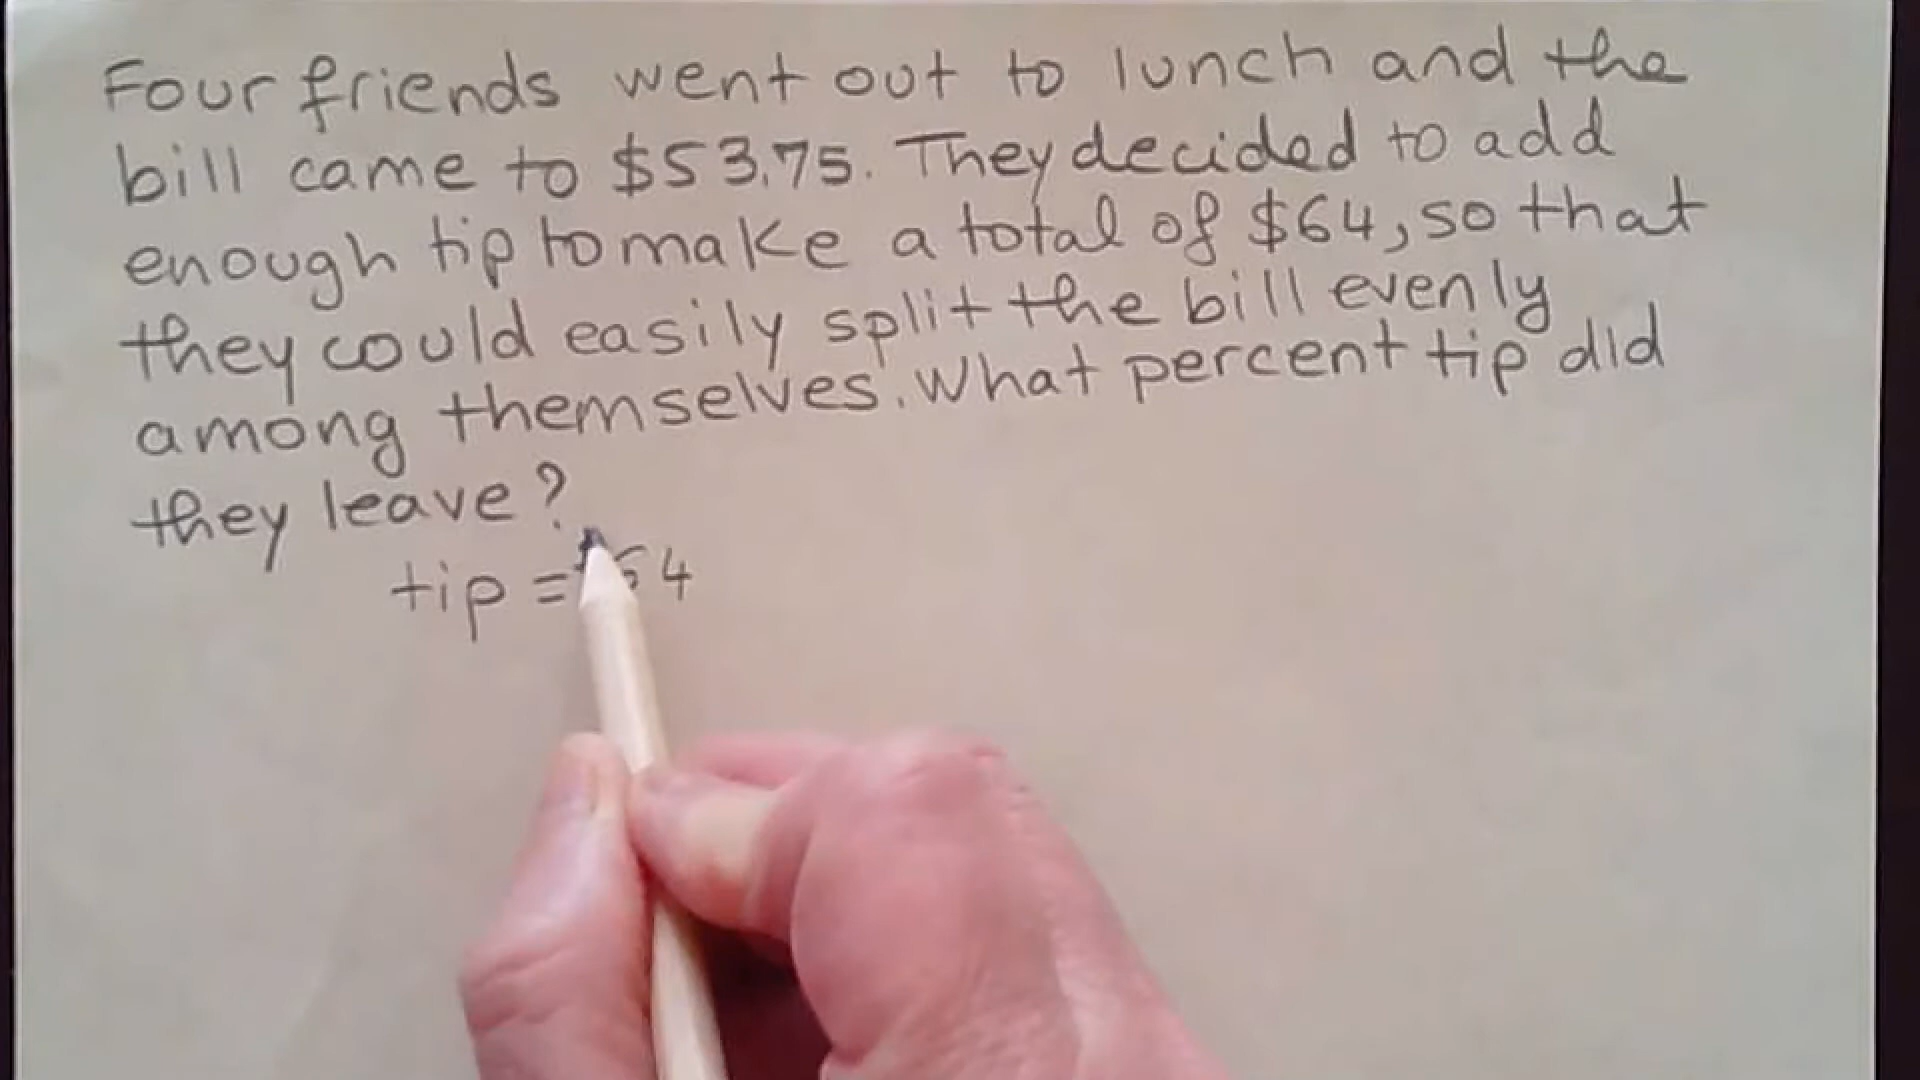 Four friends went out to lunch and the
bill came to $53.75. They decided to add
enough tip to make a total of $64, so that
they could easily split the bill evenly
among themselves. What percent tip did
they leave?
tip = 64